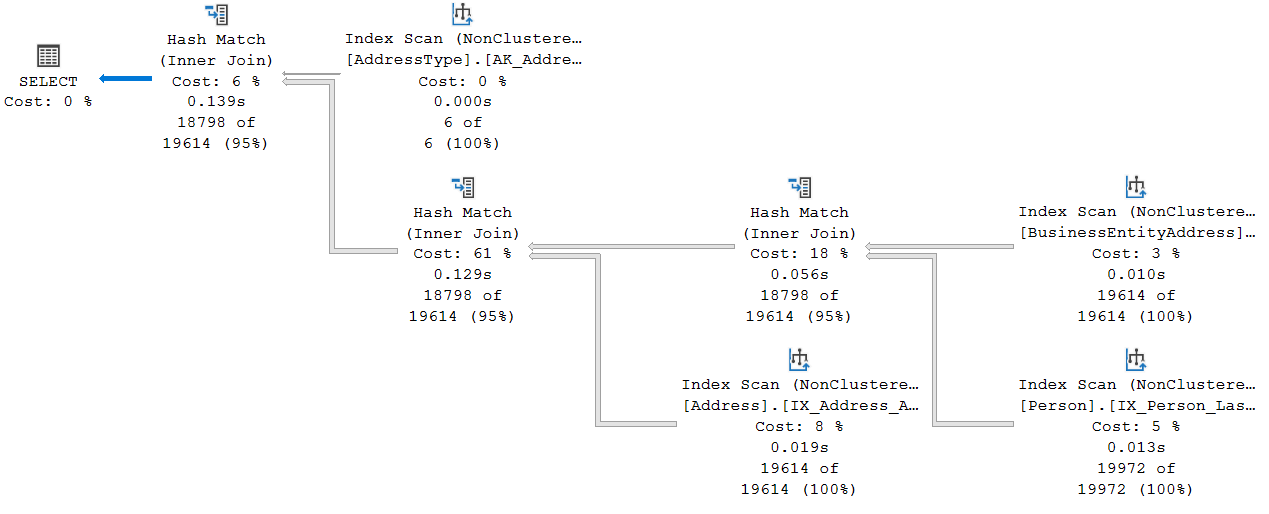 SELECT
Cost: 0 %
Hash Match
(Inner Join)
Cost: 6 %
0.139s
18798 of
19614 (95%)
Index Scan (NonClustere…
[AddressType].[AK_Addre…
Cost: 0 %
0.000s
6 of
6 (100%)
Hash Match
(Inner Join)
Cost: 61 %
0.129s
18798 of
19614 (95%)
Hash Match
(Inner Join)
Cost: 18 %
0.056s
18798 of
19614 (95%)
Index Scan (NonClustere…
[BusinessEntityAddress]…
Cost: 3 %
0.010s
19614 of
19614 (100%)
Index Scan (NonClustere…
[Address].[IX_Address_A…
Cost: 8 %
0.019s
19614 of
19614 (100%)
Index Scan (NonClustere…
[Person].[IX_Person_Las…
Cost: 5 %
0.013s
19972 of
19972 (100%)